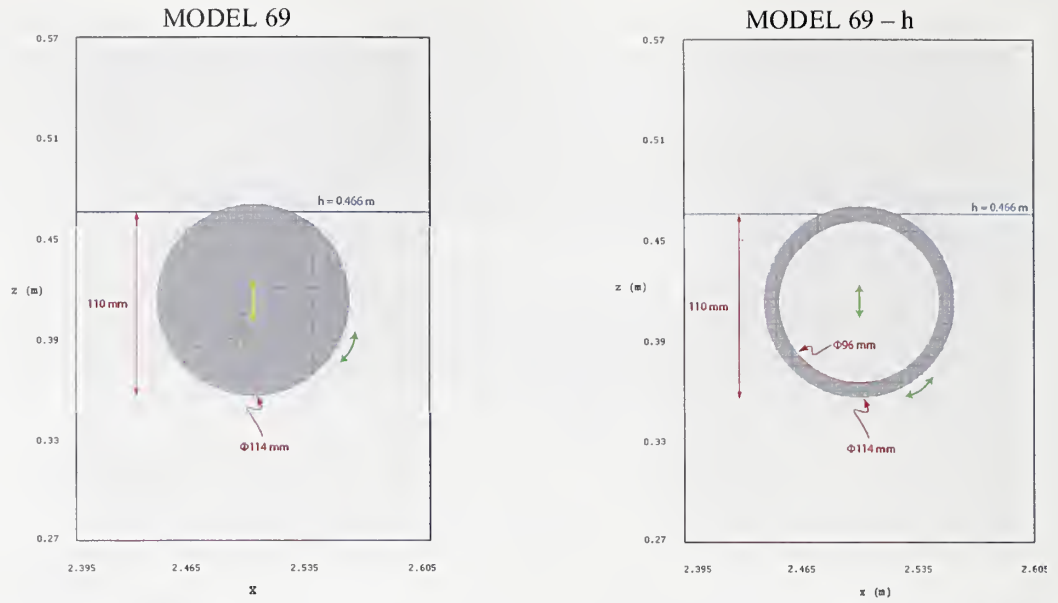 MODEL 69
0.57
0.51
h = 0.466 m
0.45
z (m)
110 mm
0.39
0.33
Φ114 mm
0.27
2.395 2.465 2.535 2.605
X
MODEL 69 – h
0.57
0.51
h = 0.466 m
0.45
z (m)
110 mm
0.39
Φ96 mm
0.33
Φ114 mm
0.27
2.395 2.465 2.535 2.605
x (m)